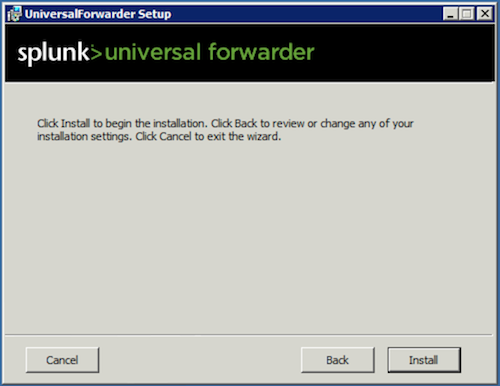 UniversalForwarder Setup
splunk>universal forwarder
Click Install to begin the installation. Click Back to review or change any of your
installation settings. Click Cancel to exit the wizard.
Cancel
Back
Install